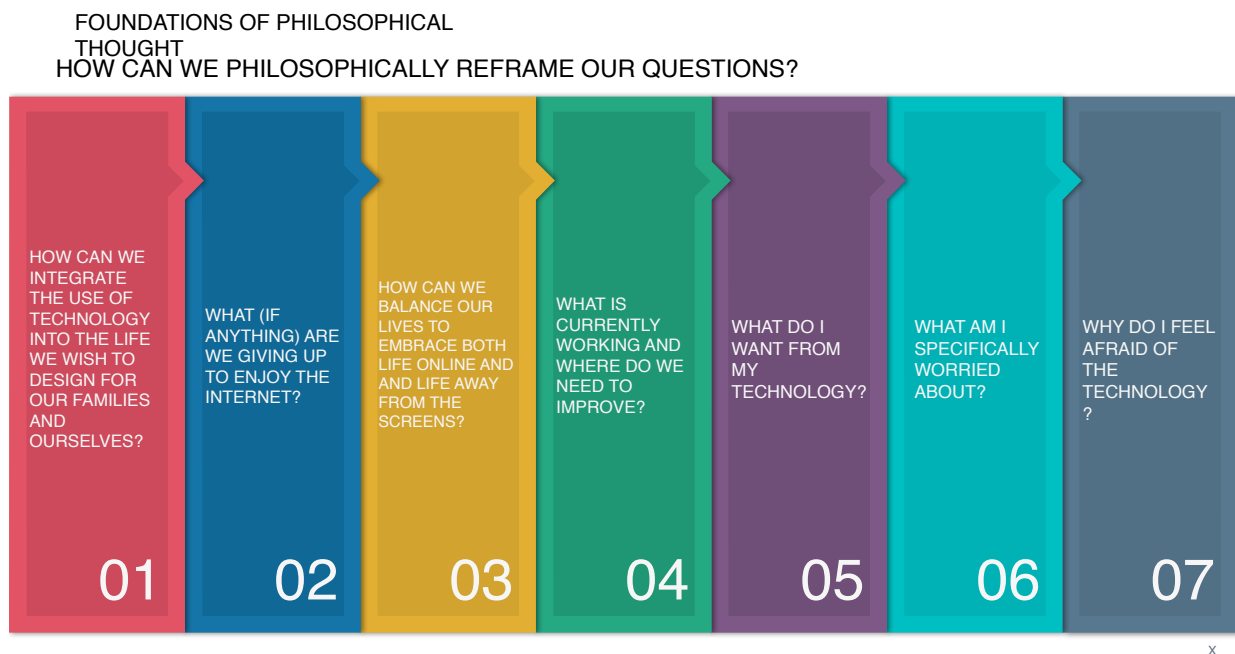 FOUNDATIONS OF PHILOSOPHICAL
THOUGHT
HOW CAN WE PHILOSOPHICALLY REFRAME OUR QUESTIONS?
HOW CAN WE
INTEGRATE
THE USE OF
TECHNOLOGY
INTO THE LIFE
WE WISH TO
DESIGN FOR
OUR FAMILIES
AND
OURSELVES?
01
WHAT (IF
ANYTHING) ARE
WE GIVING UP
TO ENJOY THE
INTERNET?
02
HOW CAN WE
BALANCE OUR
LIVES TO
EMBRACE BOTH
LIFE ONLINE AND
AND LIFE AWAY
FROM THE
SCREENS?
03
WHAT IS
CURRENTLY
WORKING AND
WHERE DO WE
NEED TO
IMPROVE?
04
WHAT DO I
WANT FROM
MY
TECHNOLOGY?
05
WHAT AM I
SPECIFICALLY
WORRIED
ABOUT?
06
WHY DO I FEEL
AFRAID OF
THE
TECHNOLOGY
?
07
X